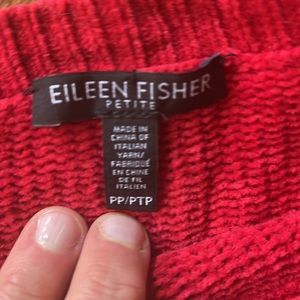 EILEEN FISHER
PETITE
MADE IN
CHINA OF
ITALIAN
YARN/
FABRIQUÉ
EN CHINE
DE FIL
ITALIEN
PP/PTP